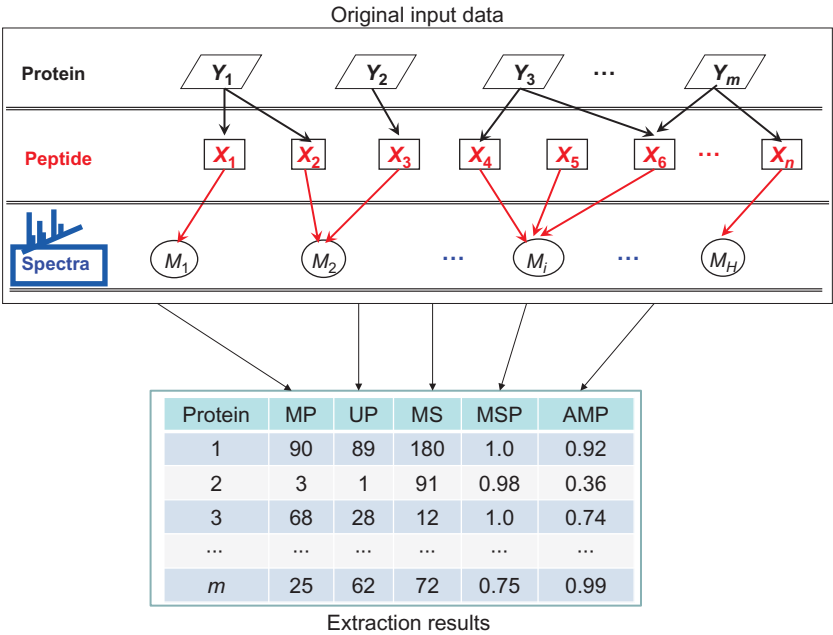 Original input data
Protein Y1 Y2 Y3 ... Ym
Peptide X1 X2 X3 X4 X5 X6 ... Xn
Spectra M1 M2 ... Mi ... MH
Protein MP UP MS MSP AMP
1 90 89 180 1.0 0.92
2 3 1 91 0.98 0.36
3 68 28 12 1.0 0.74
... ... ... ... ... ...
m 25 62 72 0.75 0.99
Extraction results